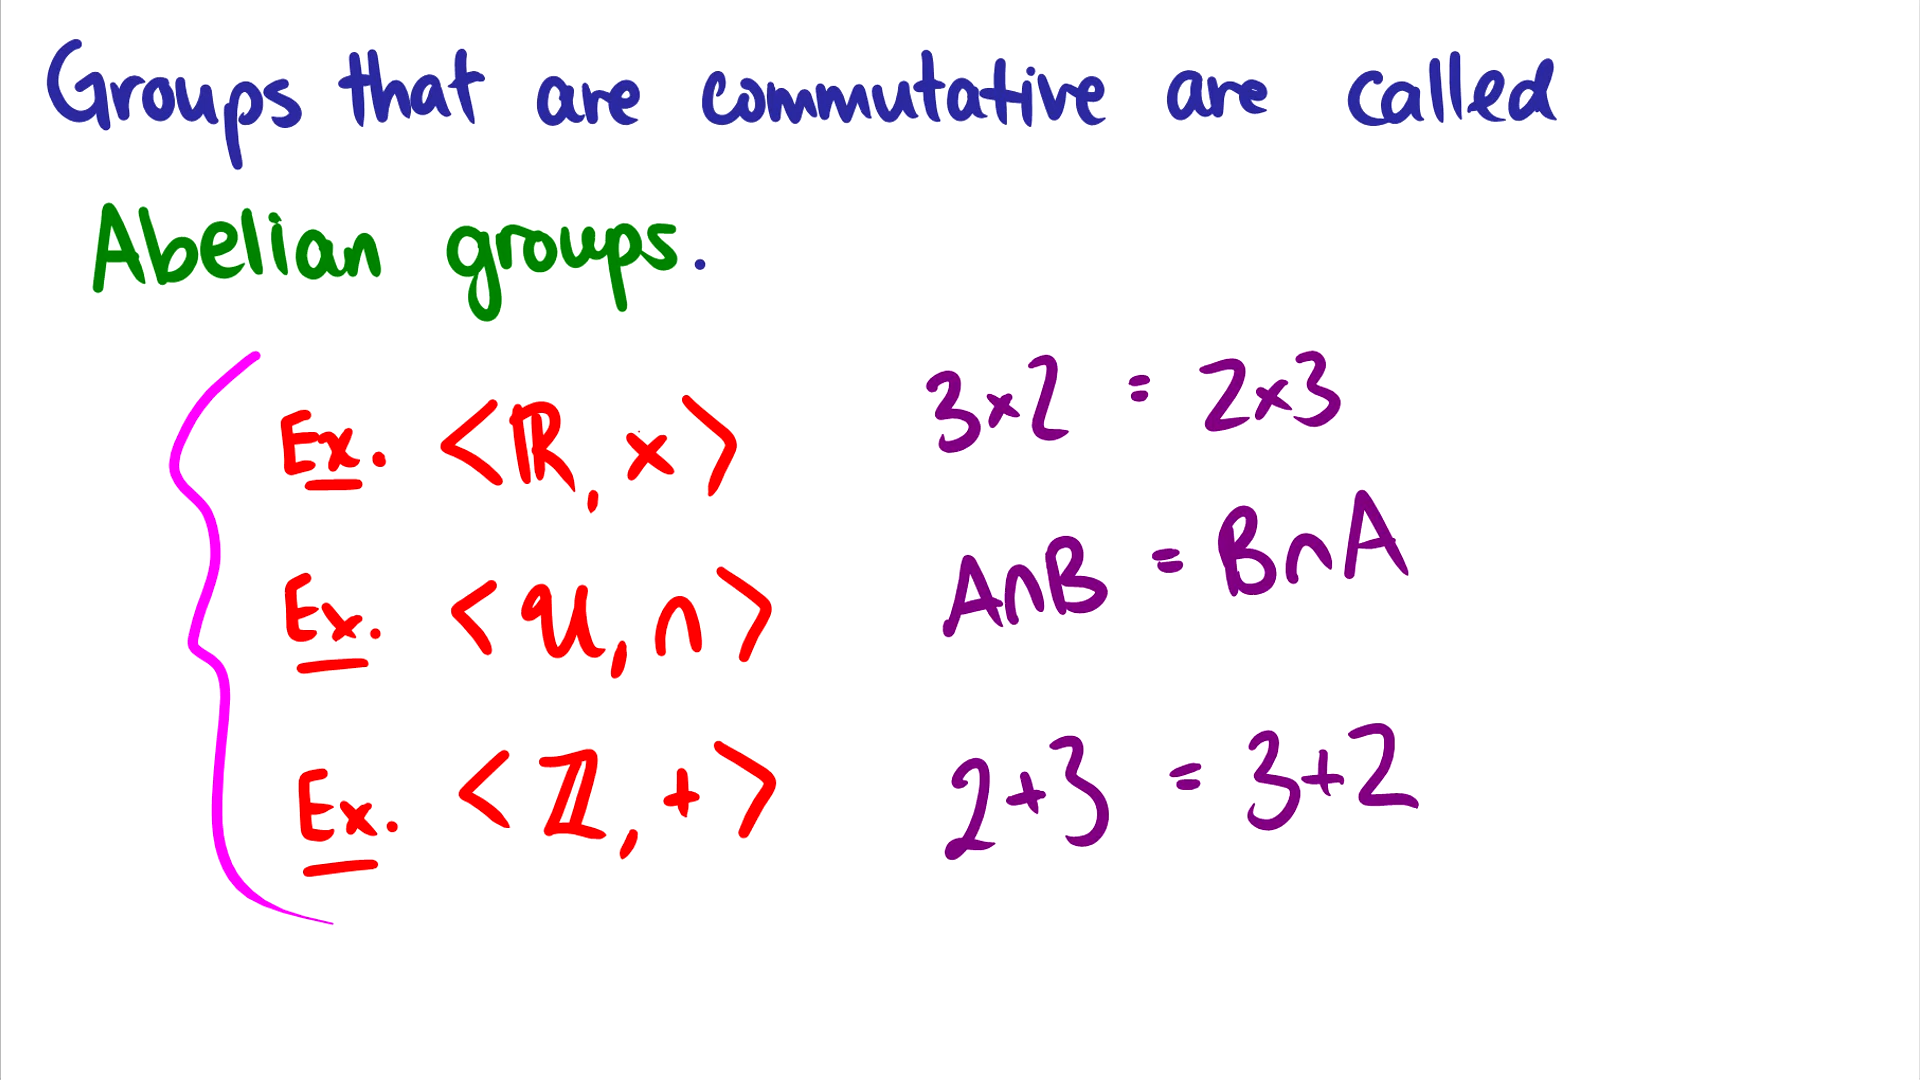 Groups that are commutative are called
Abelian groups.
Ex. <ℝ, ×> 3×2 = 2×3
Ex. <𝒰, ∩> A∩B = B∩A
Ex. <ℤ, +> 2+3 = 3+2